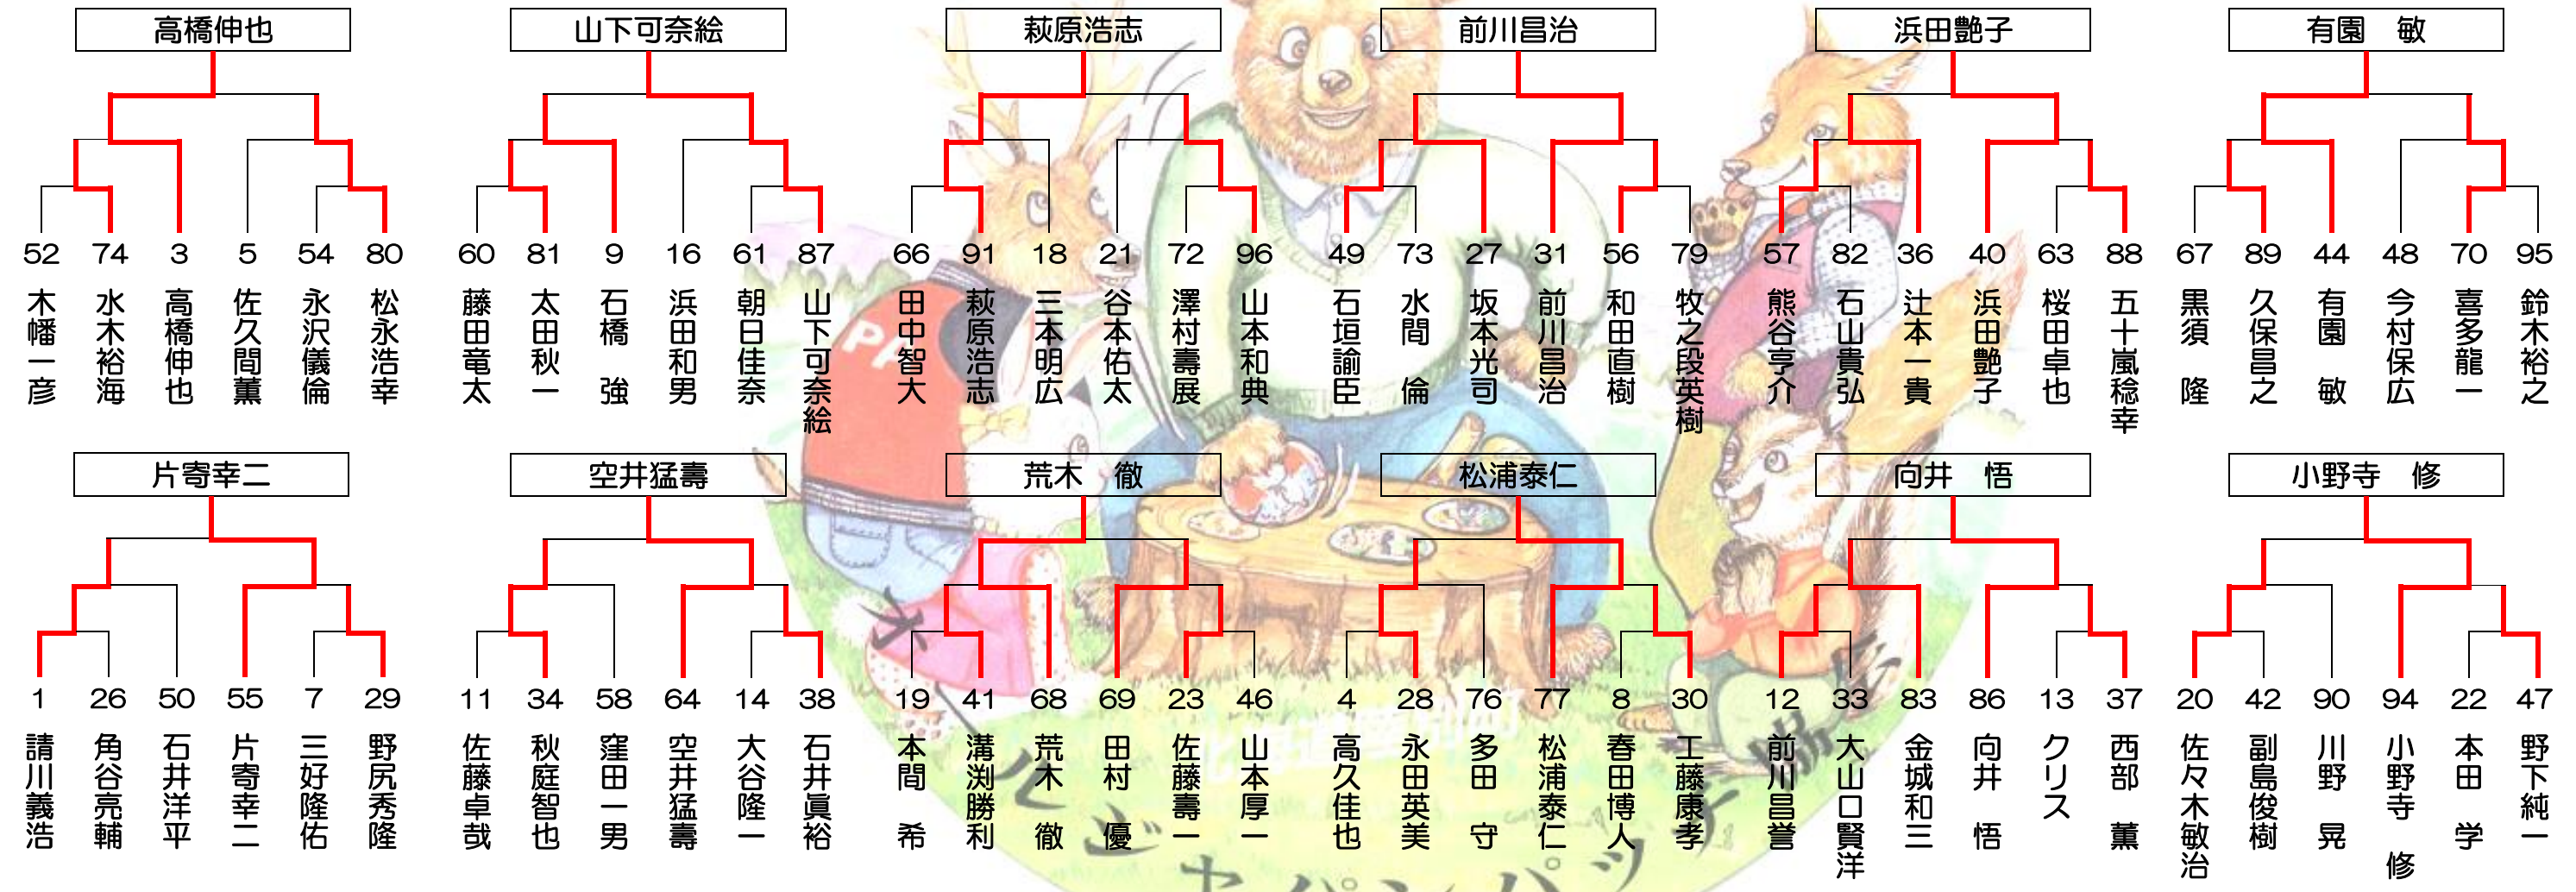 高橋伸也 山下可奈絵 萩原浩志 前川昌治 浜田艶子 有園　敏
52 74 3 5 54 80 60 81 9 16 61 87 66 91 18 21 72 96 49 73 27 31 56 79 57 82 36 40 63 88 67 89 44 48 70 95
木幡一彦
水木裕海
高橋伸也
佐久間薫
永沢儀倫
松永浩幸
藤田竜太
太田秋一
石橋　強
浜田和男
朝日佳奈
山下可奈絵
田中智大
萩原浩志
三本明広
谷本佑太
澤村壽展
山本和典
石垣諭臣
水間　倫
坂本光司
前川昌治
和田直樹
牧之段英樹
熊谷亨介
石山貴弘
辻本一貴
浜田艶子
桜田卓也
五十嵐稔幸
黒須　隆
久保昌之
有園　敏
今村保広
喜多龍一
鈴木裕之
片寄幸二 空井猛壽 荒木　徹 松浦泰仁 向井　悟 小野寺　修
1 26 50 55 7 29 11 34 58 64 14 38 19 41 68 69 23 46 4 28 76 77 8 30 12 33 83 86 13 37 20 42 90 94 22 47
請川義浩
角谷亮輔
石井洋平
片寄幸二
三好隆佑
野尻秀隆
佐藤卓哉
秋庭智也
窪田一男
空井猛壽
大谷隆一
石井眞裕
本間　希
溝渕勝利
荒木　徹
田村　優
佐藤壽一
山本厚一
高久佳也
永田英美
多田　守
松浦泰仁
春田博人
工藤康孝
前川昌誉
大山口賢洋
金城和三
向井　悟
クリス
西部　薫
佐々木敏治
副島俊樹
川野　晃
小野寺　修
本田　学
野下純一